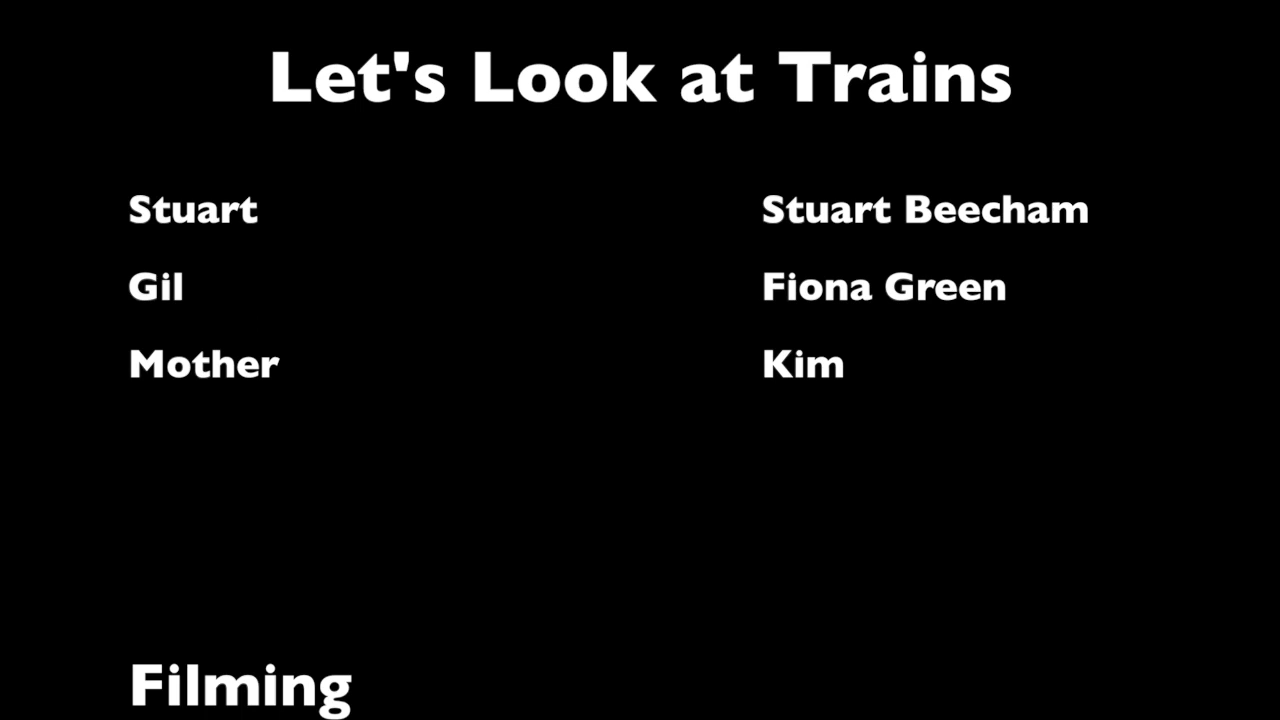 Let's Look at Trains
Stuart Stuart Beecham
Gil Fiona Green
Mother Kim
Filming